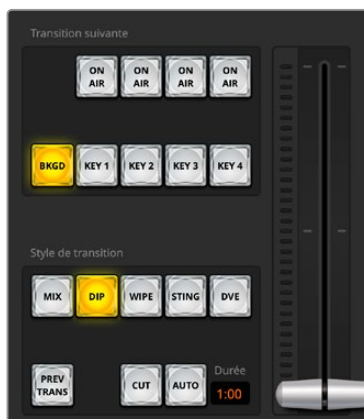 Transition suivante
ON AIR ON AIR ON AIR ON AIR
BKGD KEY 1 KEY 2 KEY 3 KEY 4
Style de transition
MIX DIP WIPE STING DVE
Durée
PREV TRANS CUT AUTO 1:00